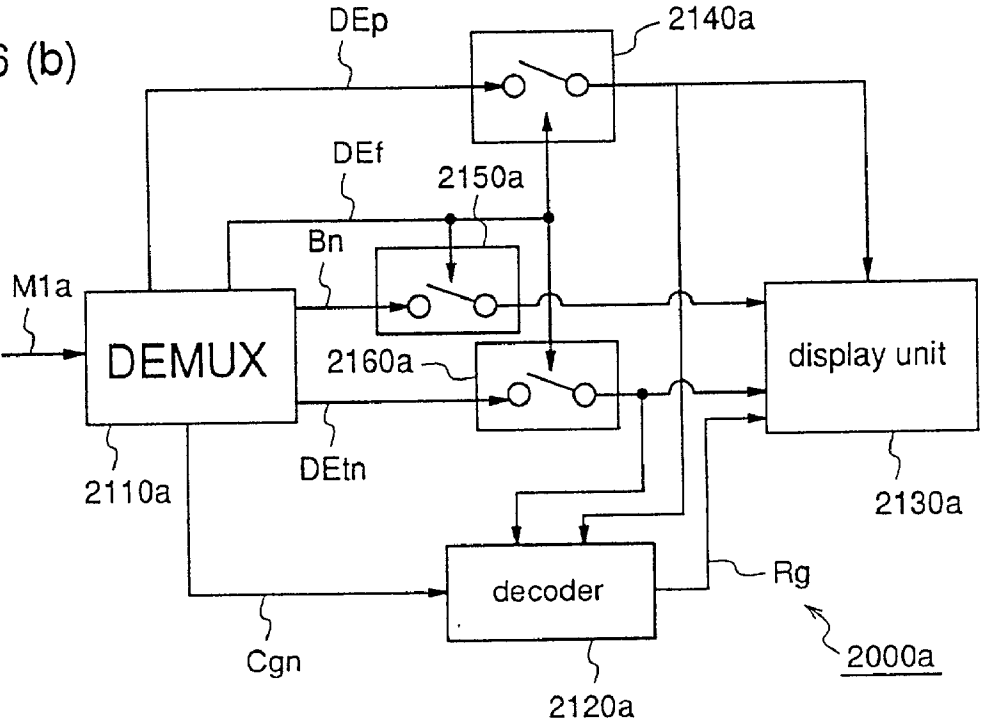 6 (b)
DEp
2140a
DEf
2150a
Bn
M1a
DEMUX
2160a
display unit
DEtn
2110a
2130a
decoder
Rg
Cgn
2000a
2120a